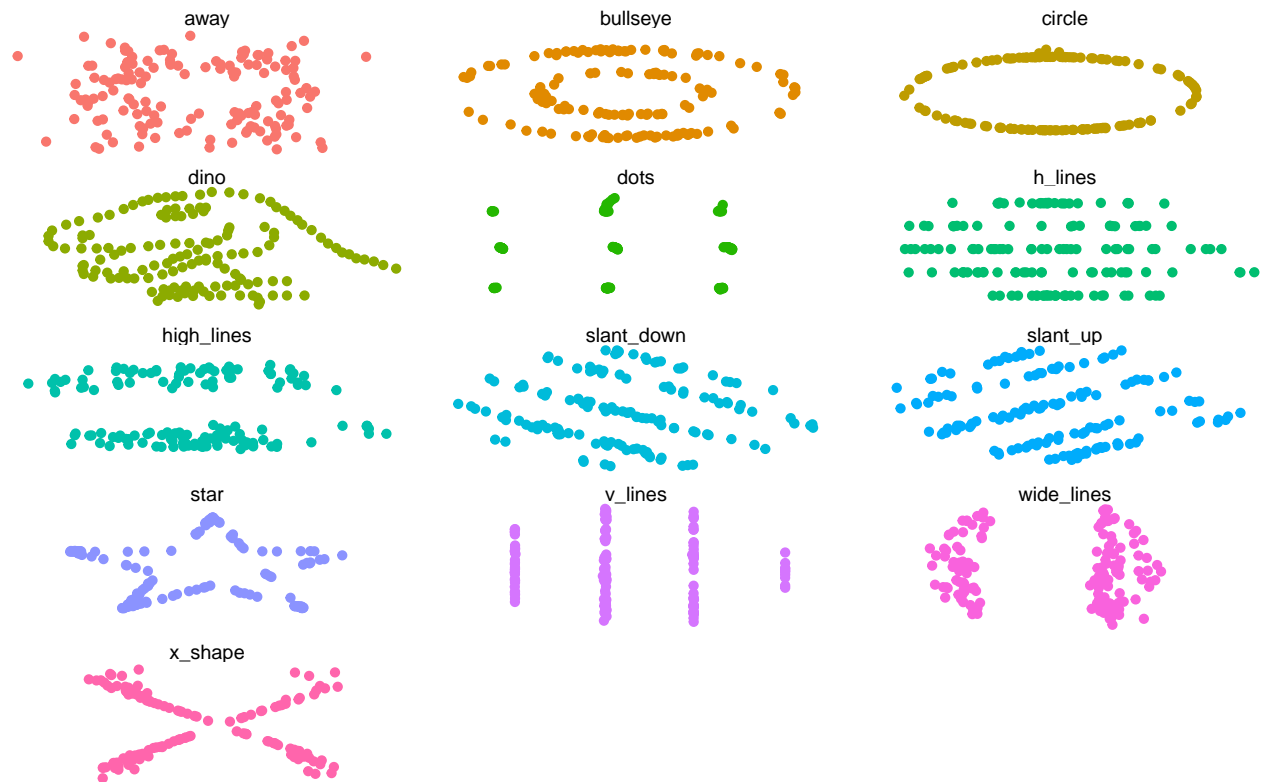 away
bullseye
circle
dino
dots
h_lines
high_lines
slant_down
slant_up
star
v_lines
wide_lines
x_shape